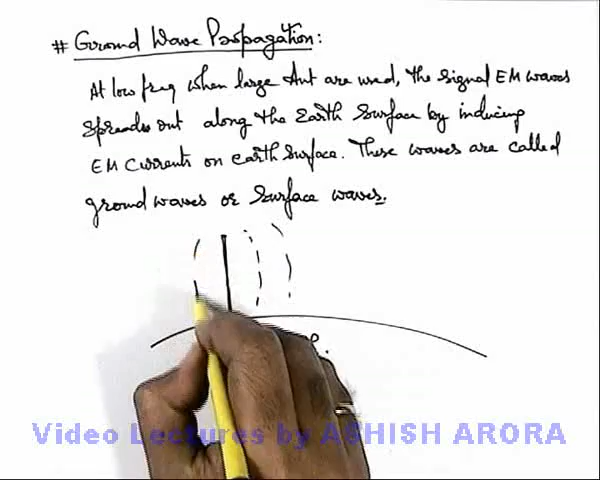 # Ground Wave Propagation:
At low freq when large Ant are used, the signal EM waves
spreads out along the Earth Surface by inducing
EM currents on earth surface. These waves are called
ground waves or surface waves.
Video Lectures by ASHISH ARORA